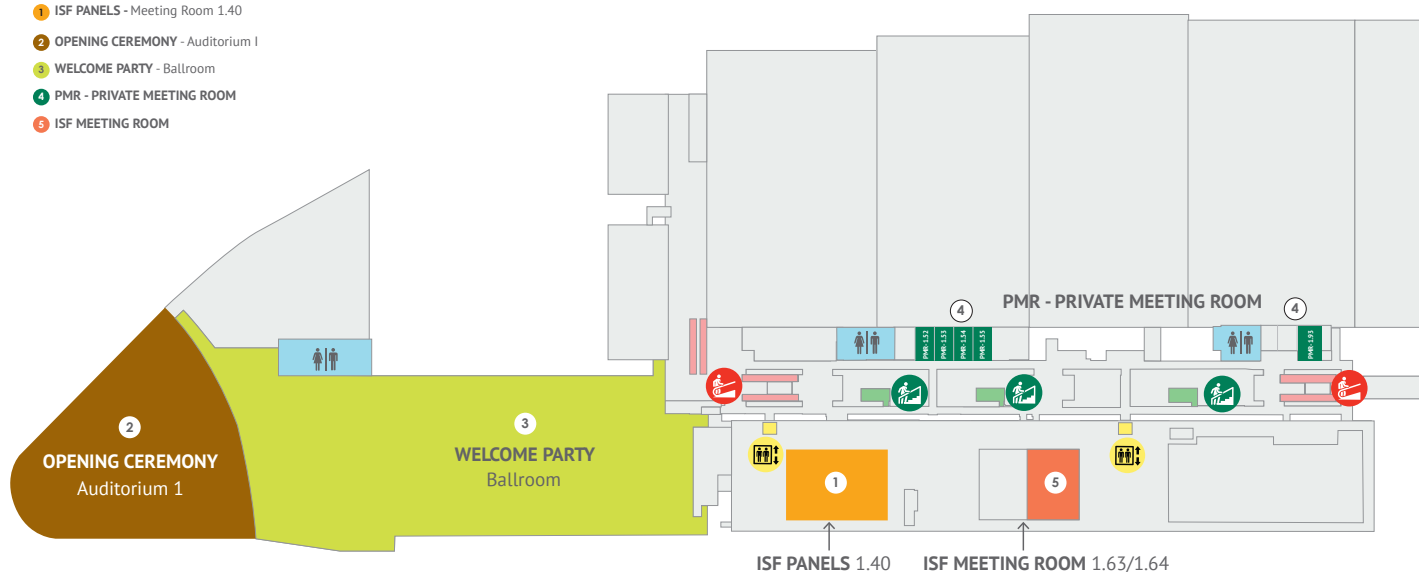 1 ISF PANELS - Meeting Room 1.40
2 OPENING CEREMONY - Auditorium I
3 WELCOME PARTY - Ballroom
4 PMR - PRIVATE MEETING ROOM
5 ISF MEETING ROOM
PMR - PRIVATE MEETING ROOM
4
4
PMR-1.52
PMR-1.53
PMR-1.54
PMR-1.55
PMR-1.93
2
OPENING CEREMONY
Auditorium 1
3
WELCOME PARTY
Ballroom
1
5
ISF PANELS 1.40
ISF MEETING ROOM 1.63/1.64